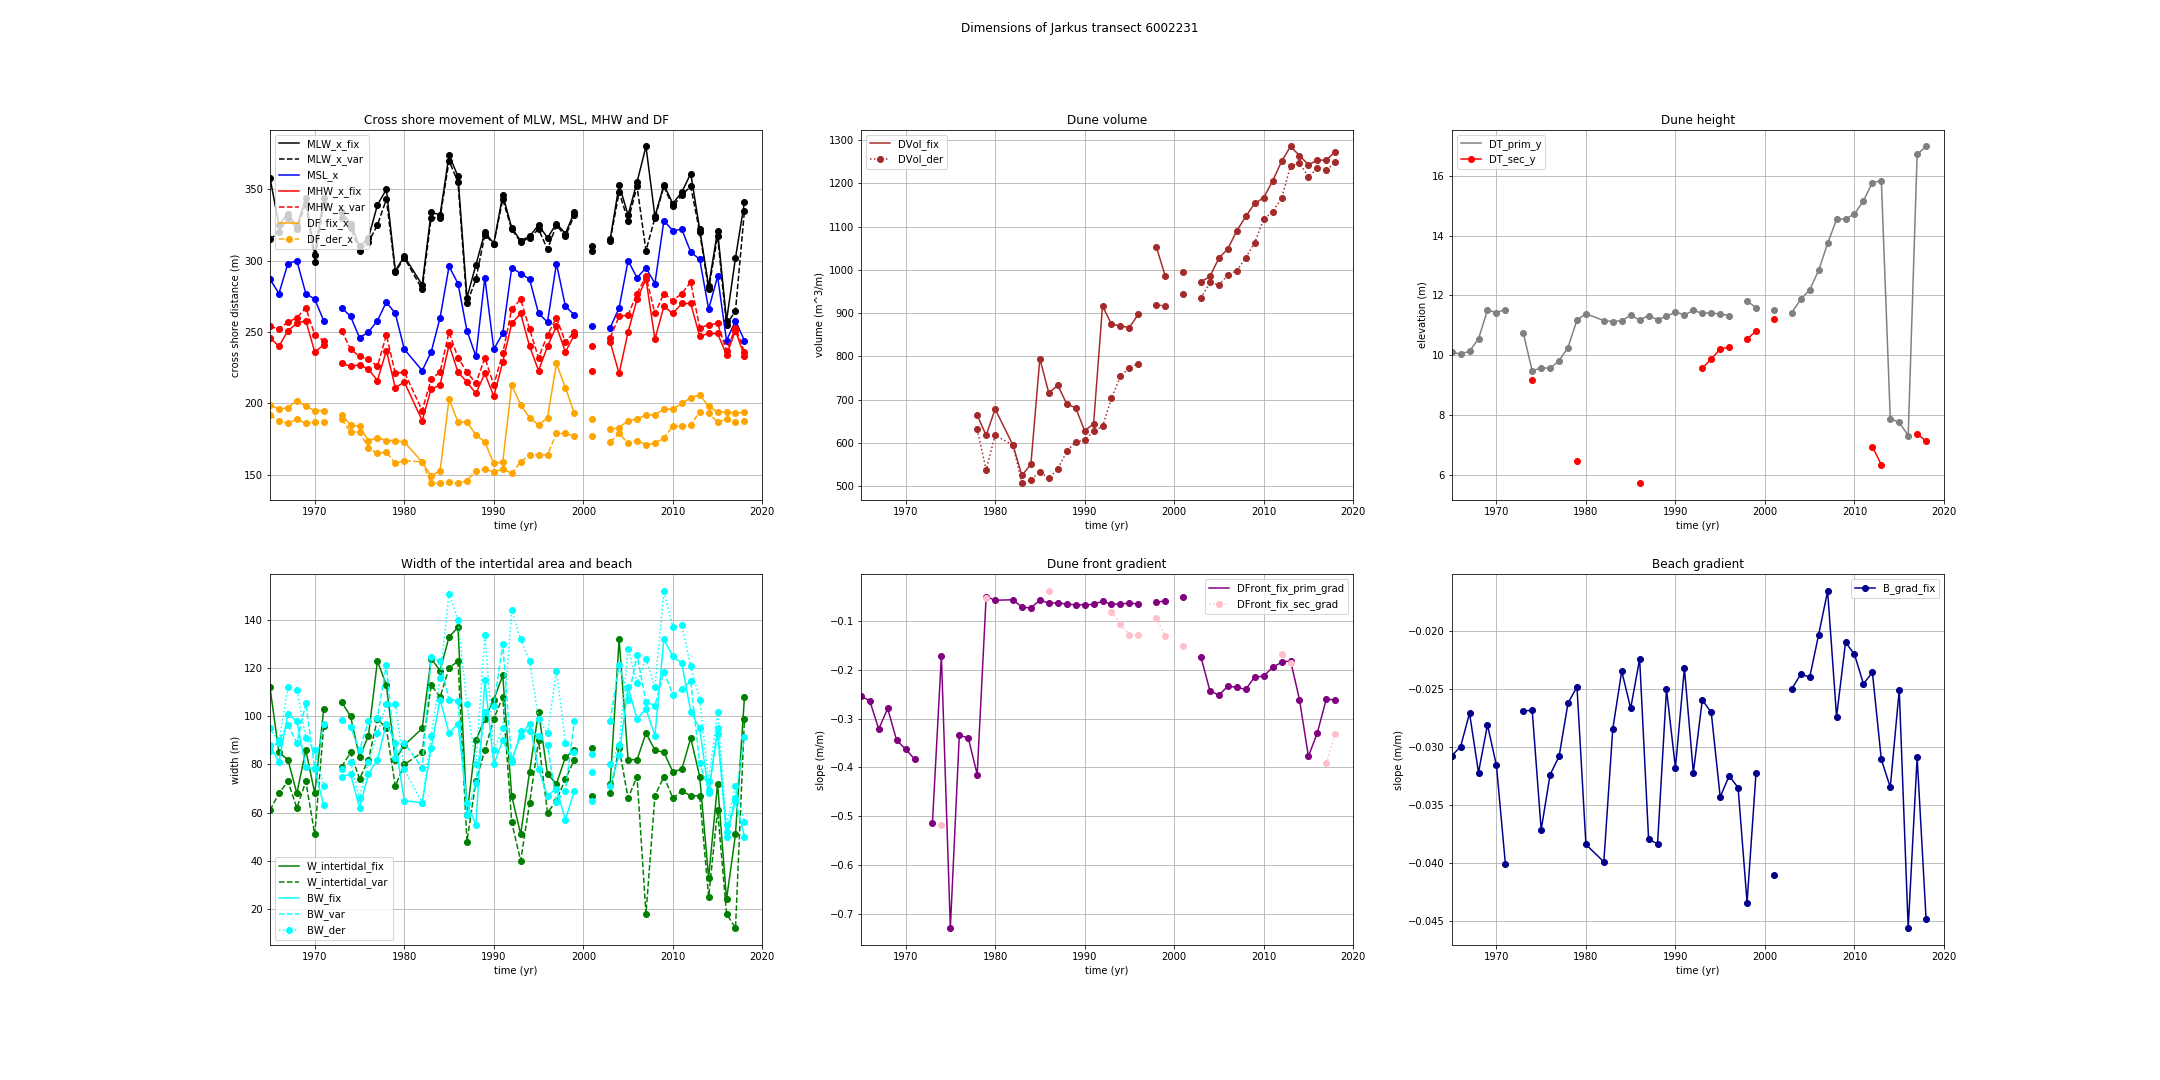 Dimensions of Jarkus transect 6002231
Cross shore movement of MLW, MSL, MHW and DF
MLW_x_fix
MLW_x_var
MSL_x
MHW_x_fix
MHW_x_var
DF_fix_x
DF_der_x
350
300
250
200
150
cross shore distance (m)
1970 1980 1990 2000 2010 2020
time (yr)
Dune volume
DVol_fix
DVol_der
1300
1200
1100
1000
900
800
700
600
500
volume (m^3/m)
1970 1980 1990 2000 2010 2020
time (yr)
Dune height
DT_prim_y
DT_sec_y
16
14
12
10
8
6
elevation (m)
1970 1980 1990 2000 2010 2020
time (yr)
Width of the intertidal area and beach
140
120
100
80
60
40
20
width (m)
W_intertidal_fix
W_intertidal_var
BW_fix
BW_var
BW_der
1970 1980 1990 2000 2010 2020
time (yr)
Dune front gradient
DFront_fix_prim_grad
DFront_fix_sec_grad
−0.1
−0.2
−0.3
−0.4
−0.5
−0.6
−0.7
slope (m/m)
1970 1980 1990 2000 2010 2020
time (yr)
Beach gradient
B_grad_fix
−0.020
−0.025
−0.030
−0.035
−0.040
−0.045
slope (m/m)
1970 1980 1990 2000 2010 2020
time (yr)